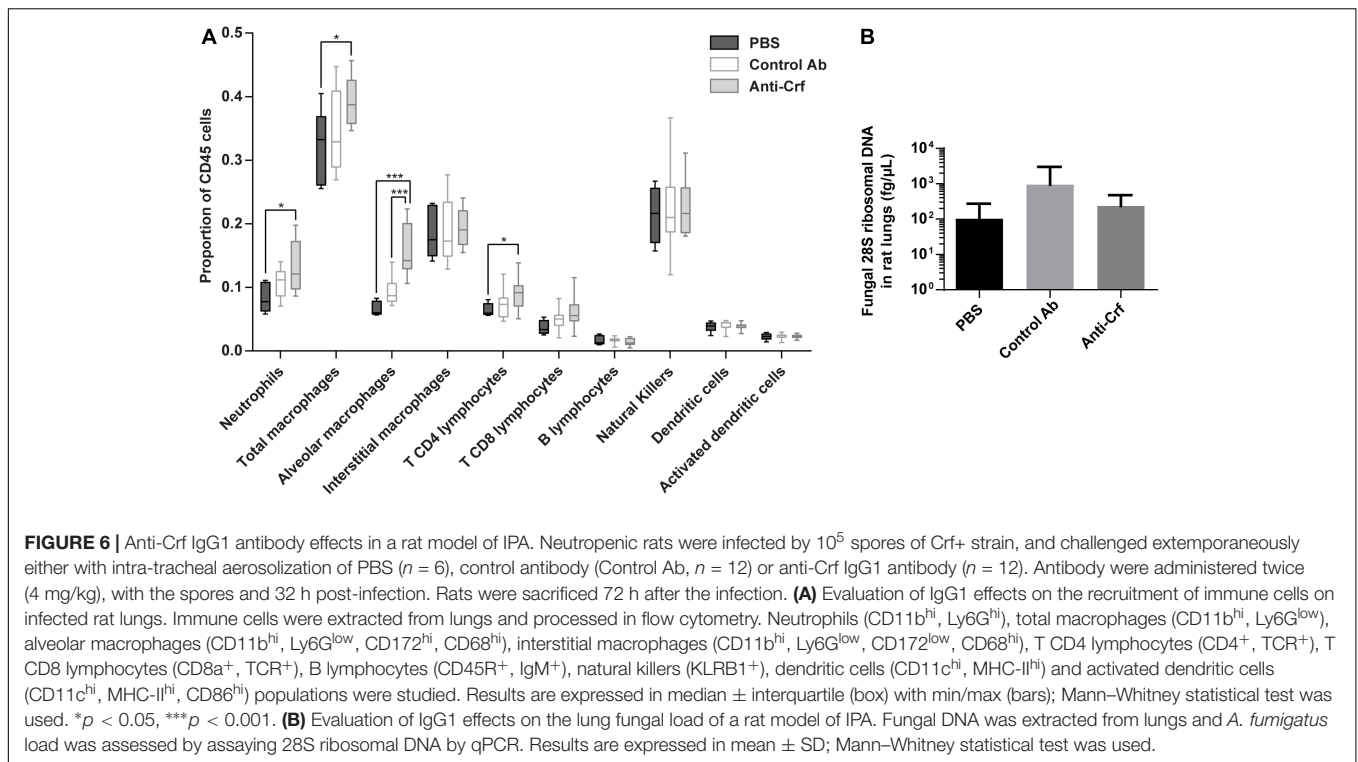 A
B
0.5
0.4
0.3
0.2
0.1
0.0
Proportion of CD45 cells
*
*
***
***
*
PBS
Control Ab
Anti-Crf
Neutrophils
Total macrophages
Alveolar macrophages
Interstitial macrophages
T CD4 lymphocytes
T CD8 lymphocytes
B lymphocytes
Natural Killers
Dendritic cells
Activated dendritic cells
Fungal 28S ribosomal DNA
in rat lungs (fg/µL)
10⁴
10³
10²
10¹
10⁰
PBS
Control Ab
Anti-Crf
FIGURE 6 | Anti-Crf IgG1 antibody effects in a rat model of IPA. Neutropenic rats were infected by 10⁵ spores of Crf+ strain, and challenged extemporaneously
either with intra-tracheal aerosolization of PBS (n = 6), control antibody (Control Ab, n = 12) or anti-Crf IgG1 antibody (n = 12). Antibody were administered twice
(4 mg/kg), with the spores and 32 h post-infection. Rats were sacrificed 72 h after the infection. (A) Evaluation of IgG1 effects on the recruitment of immune cells on
infected rat lungs. Immune cells were extracted from lungs and processed in flow cytometry. Neutrophils (CD11bʰⁱ, Ly6Gʰⁱ), total macrophages (CD11bʰⁱ, Ly6Gˡᵒʷ),
alveolar macrophages (CD11bʰⁱ, Ly6Gˡᵒʷ, CD172ʰⁱ, CD68ʰⁱ), interstitial macrophages (CD11bʰⁱ, Ly6Gˡᵒʷ, CD172ˡᵒʷ, CD68ʰⁱ), T CD4 lymphocytes (CD4⁺, TCR⁺), T
CD8 lymphocytes (CD8a⁺, TCR⁺), B lymphocytes (CD45R⁺, IgM⁺), natural killers (KLRB1⁺), dendritic cells (CD11cʰⁱ, MHC-IIʰⁱ) and activated dendritic cells
(CD11cʰⁱ, MHC-IIʰⁱ, CD86ʰⁱ) populations were studied. Results are expressed in median ± interquartile (box) with min/max (bars); Mann–Whitney statistical test was
used. *p < 0.05, ***p < 0.001. (B) Evaluation of IgG1 effects on the lung fungal load of a rat model of IPA. Fungal DNA was extracted from lungs and A. fumigatus
load was assessed by assaying 28S ribosomal DNA by qPCR. Results are expressed in mean ± SD; Mann–Whitney statistical test was used.